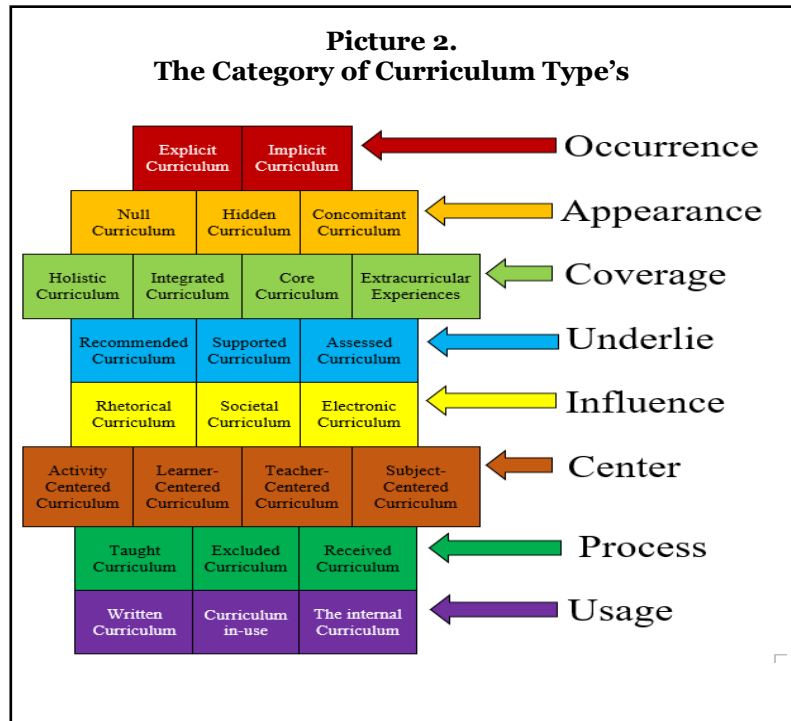 Picture 2.
The Category of Curriculum Type's
Explicit Curriculum
Implicit Curriculum
Occurrence
Null Curriculum
Hidden Curriculum
Concomitant Curriculum
Appearance
Holistic Curriculum
Integrated Curriculum
Core Curriculum
Extracurricular Experiences
Coverage
Recommended Curriculum
Supported Curriculum
Assessed Curriculum
Underlie
Rhetorical Curriculum
Societal Curriculum
Electronic Curriculum
Influence
Activity Centered Curriculum
Learner-Centered Curriculum
Teacher-Centered Curriculum
Subject-Centered Curriculum
Center
Taught Curriculum
Excluded Curriculum
Received Curriculum
Process
Written Curriculum
Curriculum in-use
The internal Curriculum
Usage